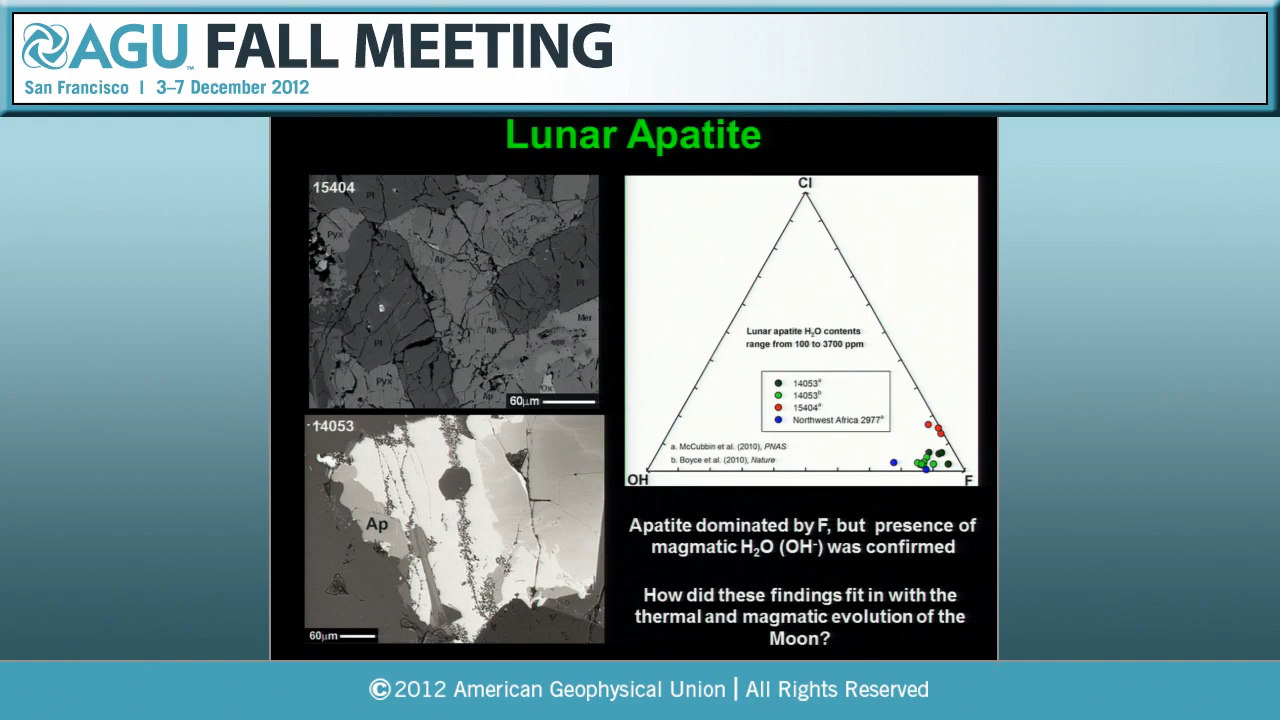 AGU FALL MEETING
San Francisco | 3–7 December 2012
Lunar Apatite
15404
Pl
Pyx
Pyx
Ap
Pl
Mer
Ap
Pl
Pyx
Ap
Ox
60μm
14053
Ap
60μm
Cl
Lunar apatite H₂O contents
range from 100 to 3700 ppm
14053ᵃ
14053ᵇ
15404ᵃ
Northwest Africa 2977ᵃ
a. McCubbin et al. (2010), PNAS
b. Boyce et al. (2010), Nature
OH
F
Apatite dominated by F, but presence of
magmatic H₂O (OH⁻) was confirmed
How did these findings fit in with the
thermal and magmatic evolution of the
Moon?
©2012 American Geophysical Union | All Rights Reserved